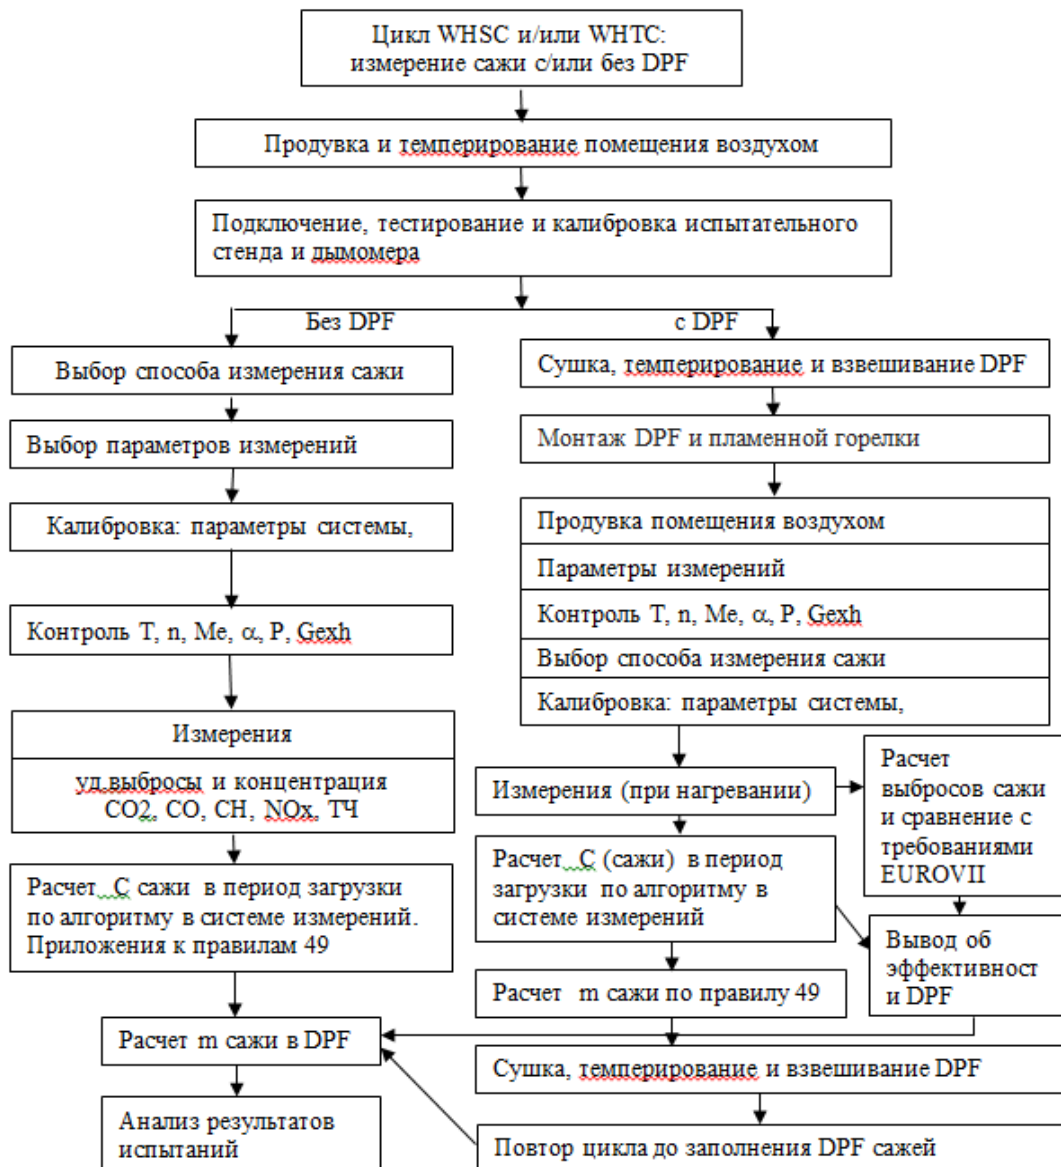 Цикл WHSC и/или WHTC:
измерение сажи с/или без DPF
Продувка и темперирование помещения воздухом
Подключение, тестирование и калибровка испытательного
стенда и дымомера
Без DPF
с DPF
Выбор способа измерения сажи
Выбор параметров измерений
Калибровка: параметры системы,
Контроль T, n, Me, α, P, Gexh
Измерения
уд.выбросы и концентрация
CO2, CO, CH, NOx, ТЧ
Расчет С сажи в период загрузки
по алгоритму в системе измерений.
Приложения к правилам 49
Расчет m сажи в DPF
Анализ результатов
испытаний
Сушка, темперирование и взвешивание DPF
Монтаж DPF и пламенной горелки
Продувка помещения воздухом
Параметры измерений
Контроль T, n, Me, α, P, Gexh
Выбор способа измерения сажи
Калибровка: параметры системы,
Измерения (при нагревании)
Расчет
выбросов сажи
и сравнение с
требованиями
EUROVII
Расчет С (сажи) в период
загрузки по алгоритму в
системе измерений
Вывод об
эффективност
и DPF
Расчет m сажи по правилу 49
Сушка, темперирование и взвешивание DPF
Повтор цикла до заполнения DPF сажей